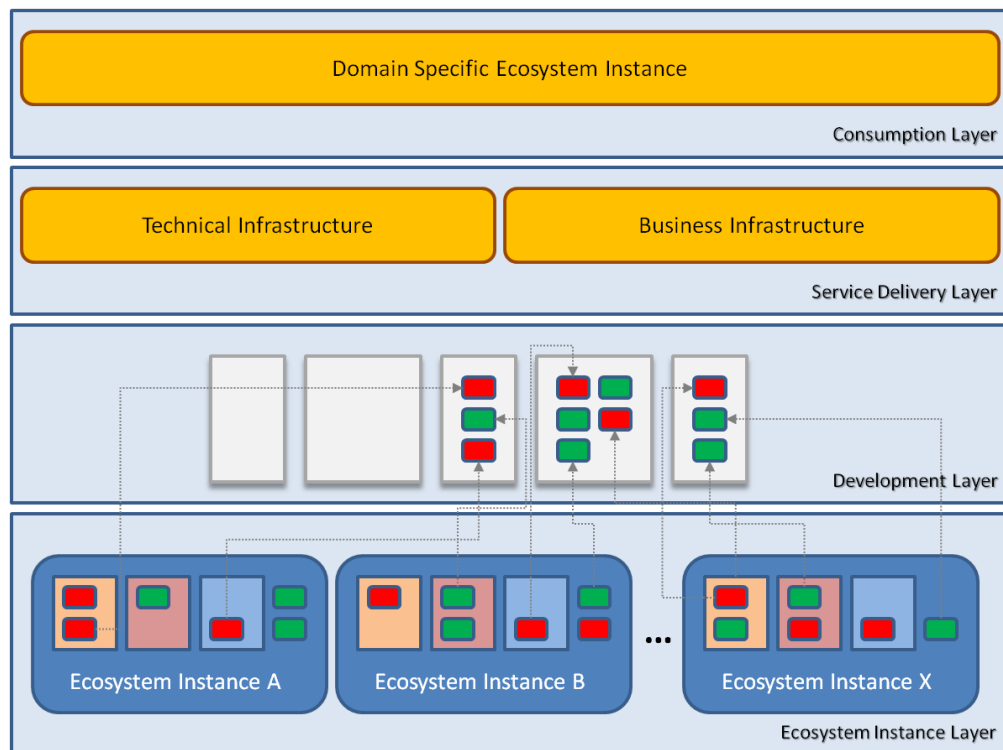 Domain Specific Ecosystem Instance
Consumption Layer
Technical Infrastructure
Business Infrastructure
Service Delivery Layer
Development Layer
Ecosystem Instance A
Ecosystem Instance B
...
Ecosystem Instance X
Ecosystem Instance Layer